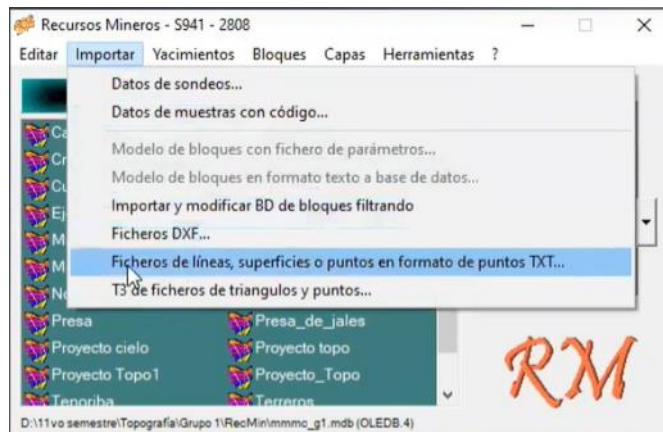 Recursos Mineros - S941 - 2808
Editar Importar Yacimientos Bloques Capas Herramientas ?
Datos de sondeos...
Datos de muestras con código...
Modelo de bloques con fichero de parámetros...
Modelo de bloques en formato texto a base de datos...
Importar y modificar BD de bloques filtrando
Ficheros DXF...
Ficheros de líneas, superficies o puntos en formato de puntos TXT...
T3 de ficheros de triangulos y puntos...
Presa Presa_de_jales
Proyecto cielo Proyecto topo
Proyecto Topo1 Proyecto_Topo
Tenoriba Terreros
RM
D:\11vo semestre\Topografía\Grupo 1\RecMin\mmmc_g1.mdb (OLEDB.4)